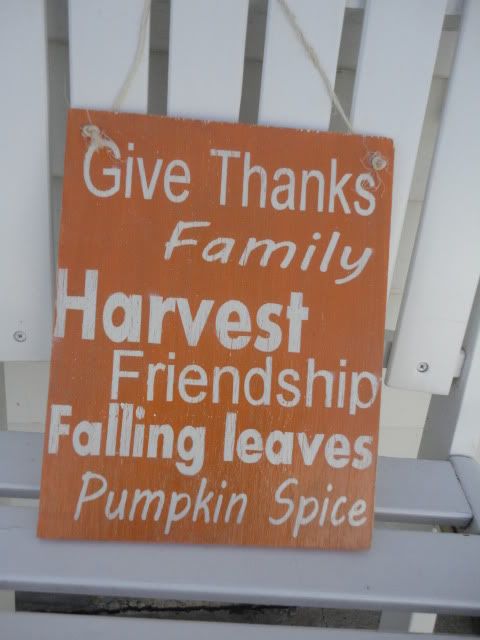 Give Thanks
Family
Harvest
Friendship
Falling leaves
Pumpkin Spice